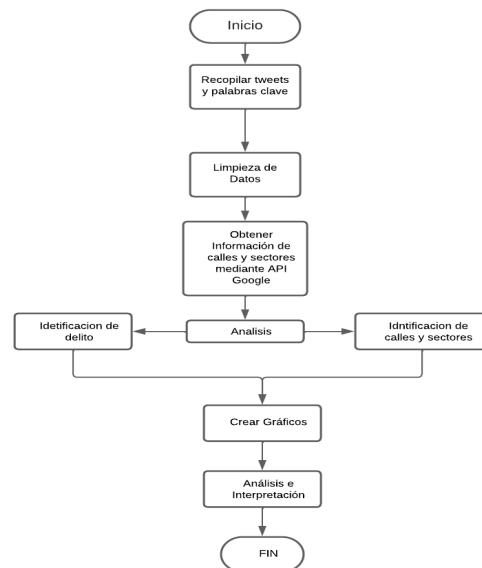 Inicio
Recopilar tweets
y palabras clave
Limpieza de
Datos
Obtener
Información de
calles y sectores
mediante API
Google
Idetificacion de
delito
Analisis
Idntificacion de
calles y sectores
Crear Gráficos
Análisis e
Interpretación
FIN